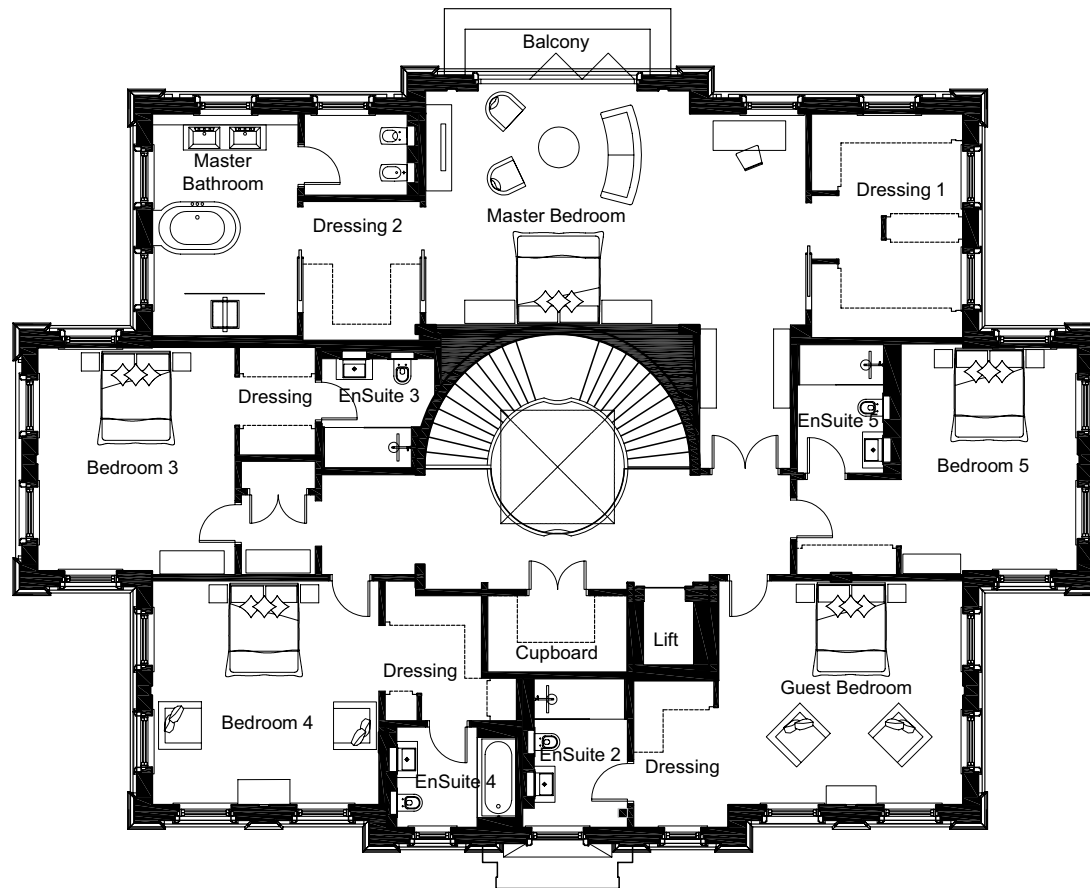 Balcony
Master
Bathroom
Dressing 1
Dressing 2
Master Bedroom
Dressing
EnSuite 3
EnSuite 5
Bedroom 3
Bedroom 5
Lift
Cupboard
Dressing
Guest Bedroom
Bedroom 4
EnSuite 2
Dressing
EnSuite 4